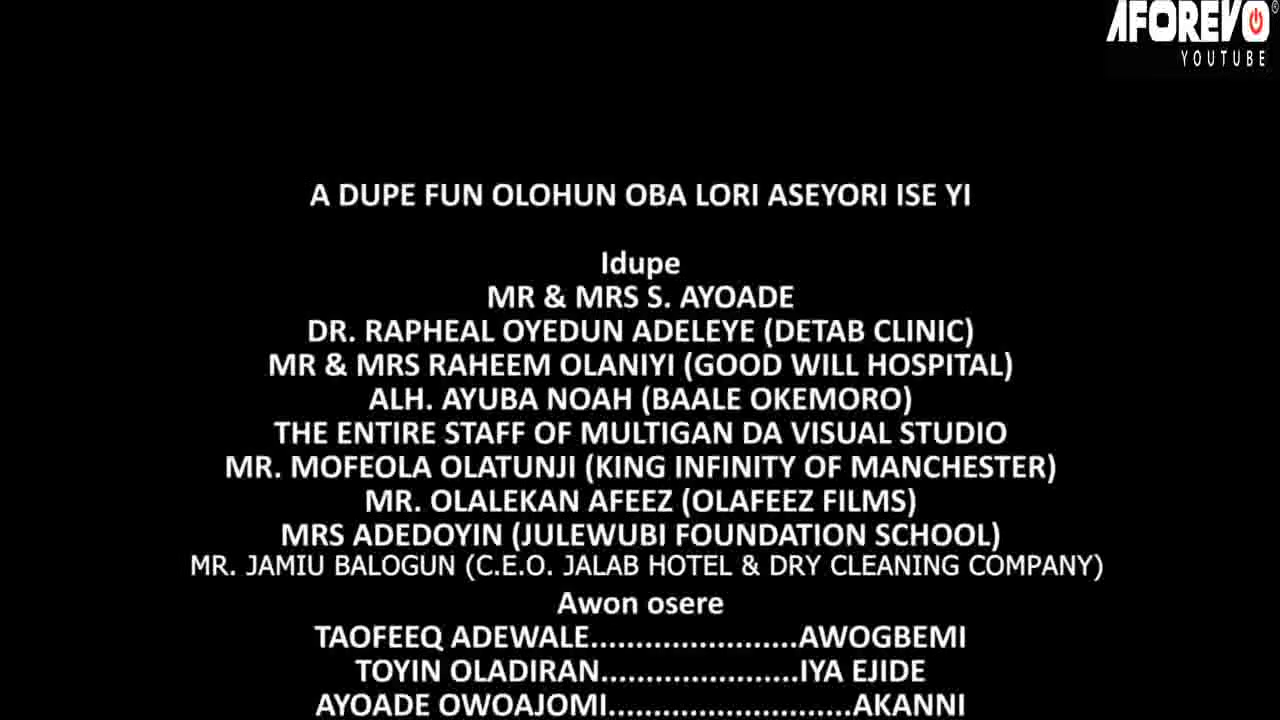 AFOREVO
YOUTUBE
A DUPE FUN OLOHUN OBA LORI ASEYORI ISE YI
Idupe
MR & MRS S. AYOADE
DR. RAPHEAL OYEDUN ADELEYE (DETAB CLINIC)
MR & MRS RAHEEM OLANIYI (GOOD WILL HOSPITAL)
ALH. AYUBA NOAH (BAALE OKEMORO)
THE ENTIRE STAFF OF MULTIGAN DA VISUAL STUDIO
MR. MOFEOLA OLATUNJI (KING INFINITY OF MANCHESTER)
MR. OLALEKAN AFEEZ (OLAFEEZ FILMS)
MRS ADEDOYIN (JULEWUBI FOUNDATION SCHOOL)
MR. JAMIU BALOGUN (C.E.O. JALAB HOTEL & DRY CLEANING COMPANY)
Awon osere
TAOFEEQ ADEWALE.......................AWOGBEMI
TOYIN OLADIRAN......................IYA EJIDE
AYOADE OWOAJOMI...........................AKANNI